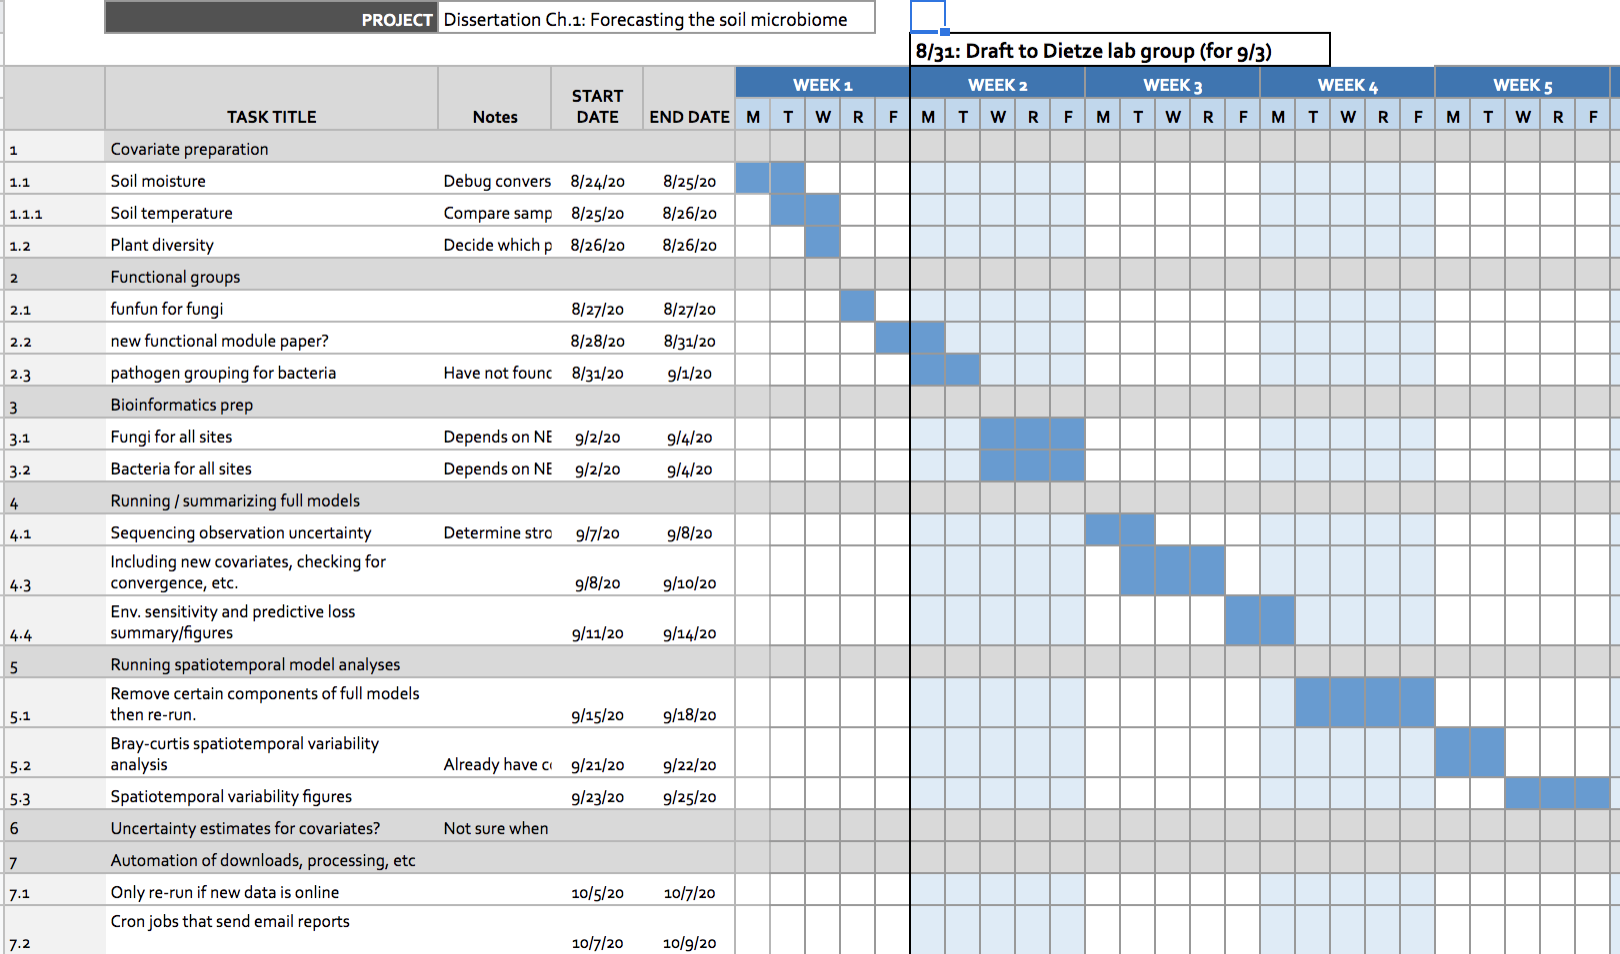 PROJECT Dissertation Ch.1: Forecasting the soil microbiome
8/31: Draft to Dietze lab group (for 9/3)
WEEK 1 WEEK 2 WEEK 3 WEEK 4 WEEK 5
TASK TITLE Notes START DATE END DATE M T W R F M T W R F M T W R F M T W R F M T W R F
1 Covariate preparation
1.1 Soil moisture Debug convers 8/24/20 8/25/20
1.1.1 Soil temperature Compare samp 8/25/20 8/26/20
1.2 Plant diversity Decide which p 8/26/20 8/26/20
2 Functional groups
2.1 funfun for fungi 8/27/20 8/27/20
2.2 new functional module paper? 8/28/20 8/31/20
2.3 pathogen grouping for bacteria Have not found 8/31/20 9/1/20
3 Bioinformatics prep
3.1 Fungi for all sites Depends on NE 9/2/20 9/4/20
3.2 Bacteria for all sites Depends on NE 9/2/20 9/4/20
4 Running / summarizing full models
4.1 Sequencing observation uncertainty Determine stro 9/7/20 9/8/20
Including new covariates, checking for
4.3 convergence, etc. 9/8/20 9/10/20
Env. sensitivity and predictive loss
4.4 summary/figures 9/11/20 9/14/20
5 Running spatiotemporal model analyses
Remove certain components of full models
5.1 then re-run. 9/15/20 9/18/20
Bray-curtis spatiotemporal variability
5.2 analysis Already have 9/21/20 9/22/20
5.3 Spatiotemporal variability figures 9/23/20 9/25/20
6 Uncertainty estimates for covariates? Not sure when
7 Automation of downloads, processing, etc
7.1 Only re-run if new data is online 10/5/20 10/7/20
Cron jobs that send email reports
7.2 10/7/20 10/9/20